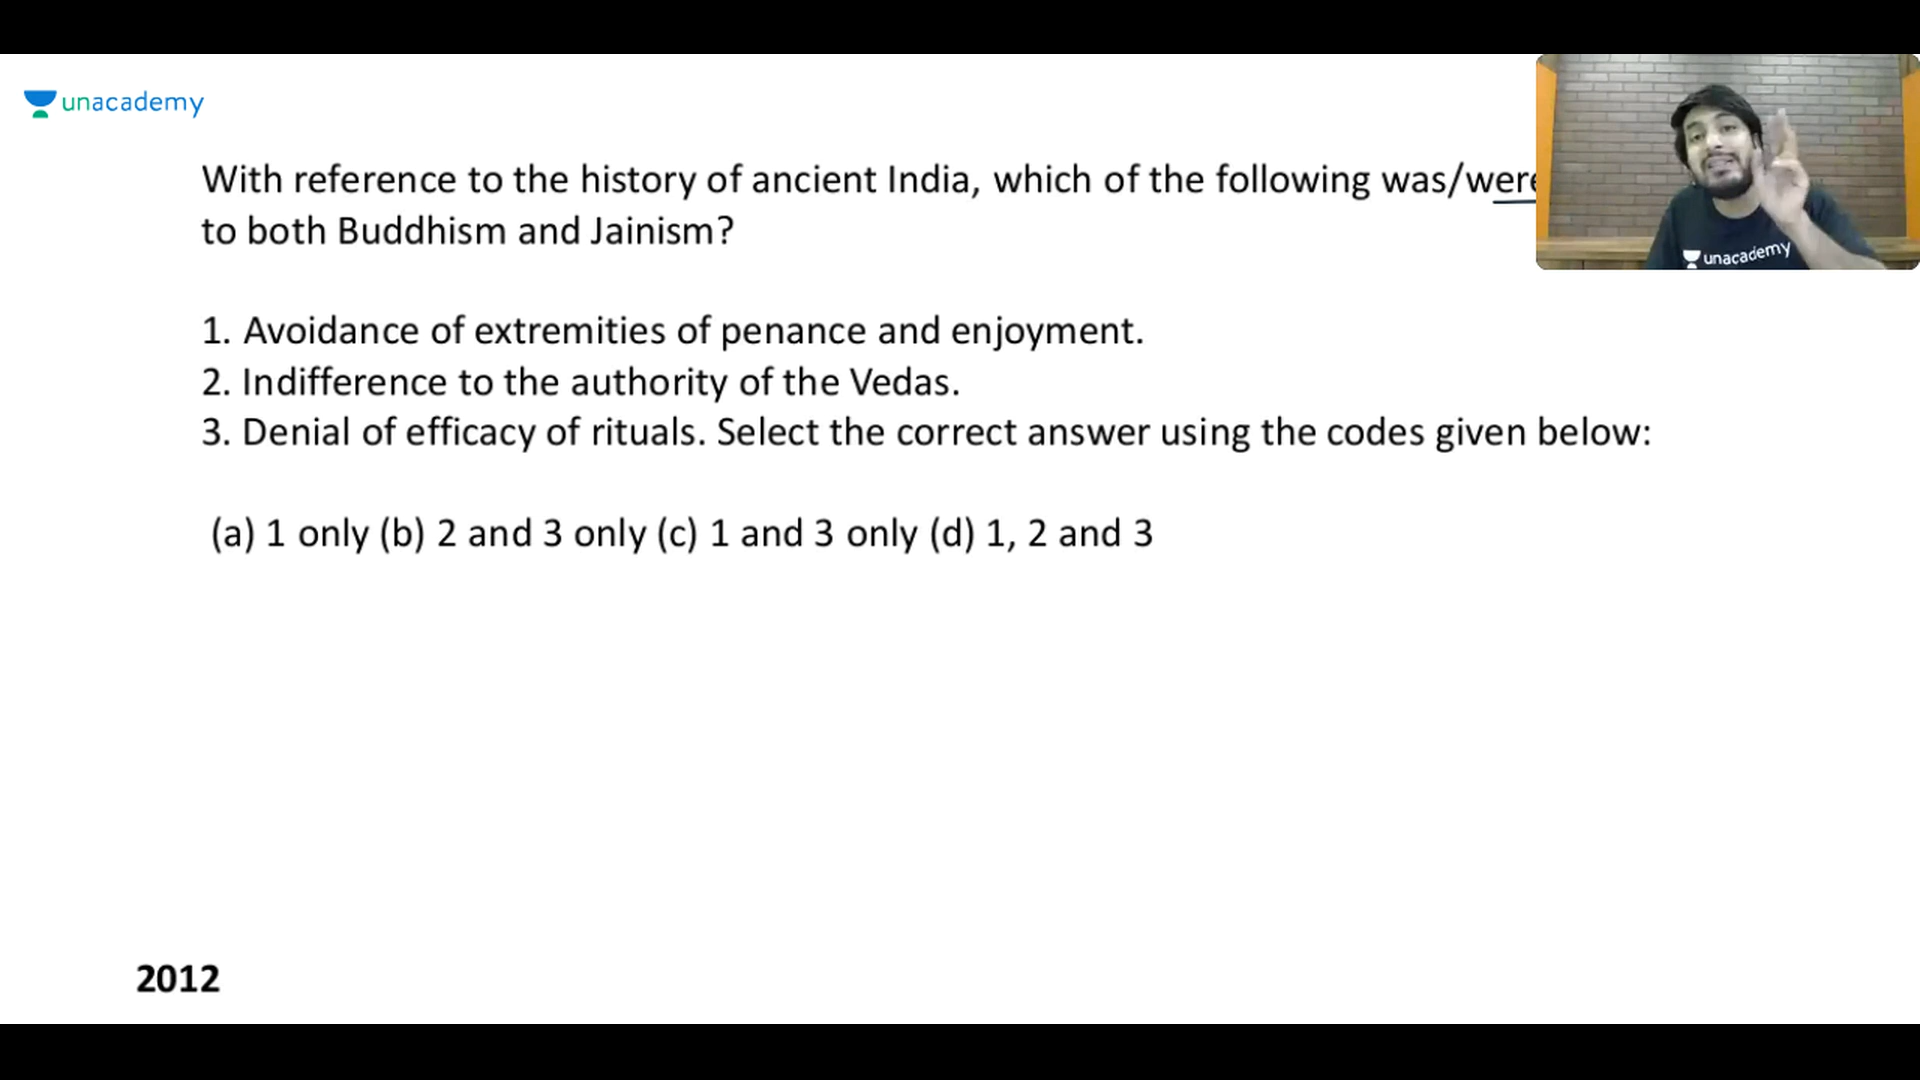 unacademy
With reference to the history of ancient India, which of the following was/were
to both Buddhism and Jainism?
1. Avoidance of extremities of penance and enjoyment.
2. Indifference to the authority of the Vedas.
3. Denial of efficacy of rituals. Select the correct answer using the codes given below:
(a) 1 only (b) 2 and 3 only (c) 1 and 3 only (d) 1, 2 and 3
2012
unacademy